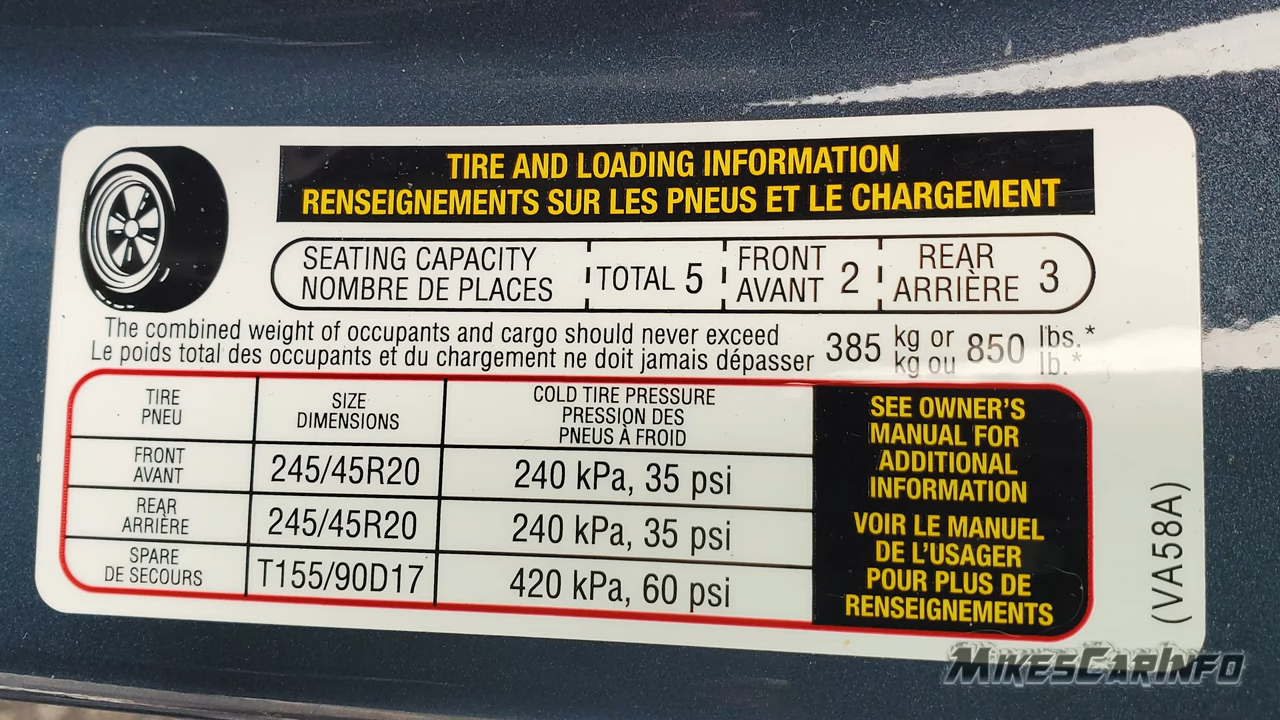 TIRE AND LOADING INFORMATION
RENSEIGNEMENTS SUR LES PNEUS ET LE CHARGEMENT
SEATING CAPACITY
NOMBRE DE PLACES
TOTAL 5
FRONT
AVANT
2
REAR
ARRIÈRE
3
The combined weight of occupants and cargo should never exceed
Le poids total des occupants et du chargement ne doit jamais dépasser
385 kg or 850 lbs.*
kg ou lb.*
TIRE
PNEU
SIZE
DIMENSIONS
COLD TIRE PRESSURE
PRESSION DES
PNEUS À FROID
FRONT
AVANT
245/45R20
240 kPa, 35 psi
REAR
ARRIÈRE
245/45R20
240 kPa, 35 psi
SPARE
DE SECOURS
T155/90D17
420 kPa, 60 psi
SEE OWNER'S
MANUAL FOR
ADDITIONAL
INFORMATION
VOIR LE MANUEL
DE L'USAGER
POUR PLUS DE
RENSEIGNEMENTS
(VA58A)
MIKESCARINFO